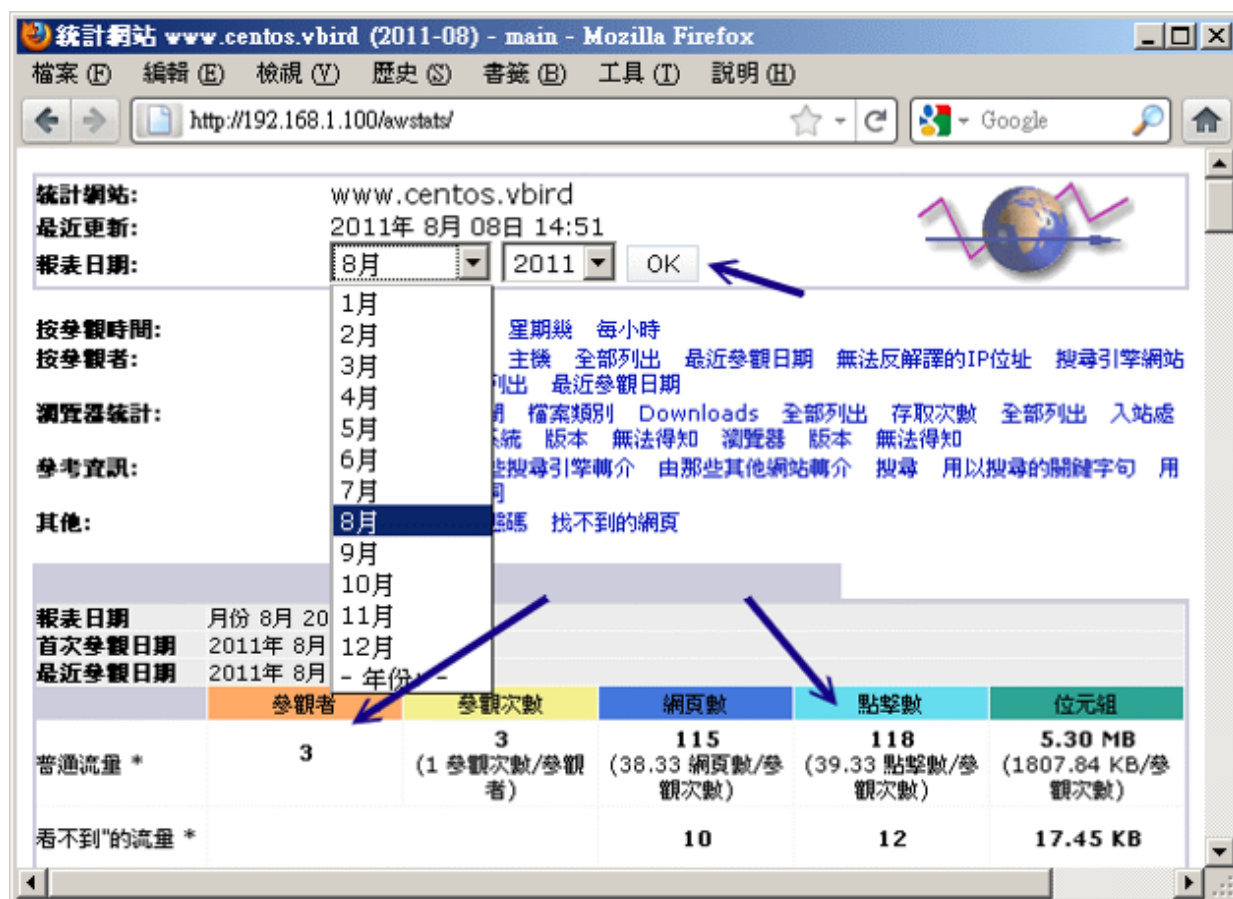 統計網站 www.centos.vbird (2011-08) - main - Mozilla Firefox
檔案(F) 編輯(E) 檢視(V) 歷史(S) 書籤(B) 工具(T) 說明(H)
http://192.168.1.100/awstats/ Google
統計網站: www.centos.vbird
最近更新: 2011年 8月 08日 14:51
報表日期: 8月 2011 OK
1月
2月
3月
4月
5月
6月
7月
8月
9月
10月
11月
12月
- 年份 -
按參觀時間: 星期幾 每小時
按參觀者: 主機 全部列出 最近參觀日期 無法反解譯的IP位址 搜尋引擎網站
列出 最近參觀日期
瀏覽器統計: 檔案類別 Downloads 全部列出 存取次數 全部列出 入站處
系統 版本 無法得知 瀏覽器 版本 無法得知
參考資訊: 些搜尋引擎轉介 由那些其他網站轉介 搜尋 用以搜尋的關鍵字句 用
其他: 找不到的網頁
報表日期 月份 8月 20
首次參觀日期 2011年 8月
最近參觀日期 2011年 8月
參觀者 參觀次數 網頁數 點擊數 位元組
普通流量 * 3 3 115 118 5.30 MB
(1 參觀次數/參觀 (38.33 網頁數/參 (39.33 點擊數/參 (1807.84 KB/參
者) 觀次數) 觀次數) 觀次數)
看不到"的流量 * 10 12 17.45 KB